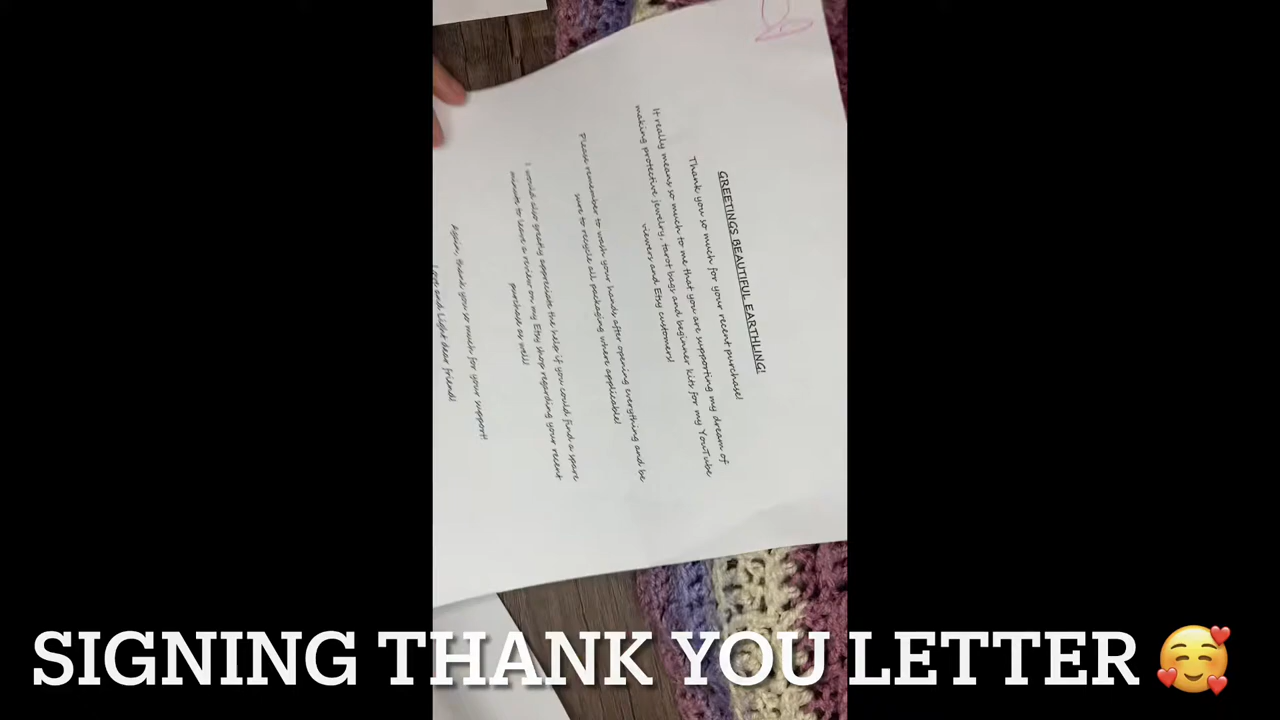 GREETINGS BEAUTIFUL EARTHLING!
Thank you so much for your recent purchase!
It really means so much to me that you are supporting my dream of
making protective jewelry, tarot bags and beginner kits for my YouTube
viewers and Etsy customers!
Please remember to wash your hands after opening everything and be
sure to recycle all packaging where applicable!
I would also greatly appreciate the help if you could find a spare
minute to leave a review on my Etsy shop regarding your recent
purchase as well!
Again, thank you so much for your support!
Love and Light dear friend!
SIGNING THANK YOU LETTER 🥰